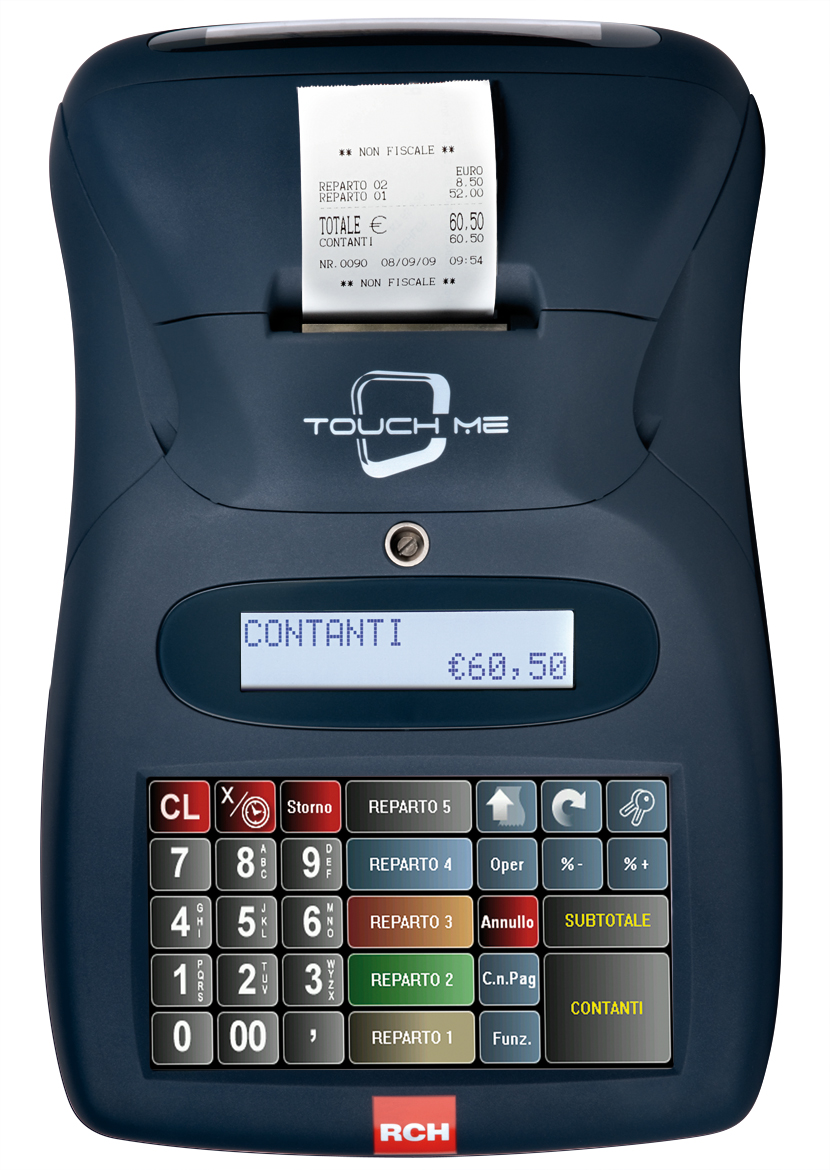 ** NON FISCALE **
EURO
REPARTO 02 8.50
REPARTO 01 52.00
TOTALE € 60,50
CONTANTI 60.50
NR.0090 08/09/09 09:54
** NON FISCALE **
TOUCH ME
CONTANTI
€60,50
CL X/ Storno REPARTO 5
7 8 ABC 9 DEF REPARTO 4 Oper %- %+
4 GHI 5 JKL 6 MNO REPARTO 3 Annullo SUBTOTALE
1 PQRS 2 TUV 3 WYZX REPARTO 2 C.n.Pag CONTANTI
0 00 , REPARTO 1 Funz.
RCH